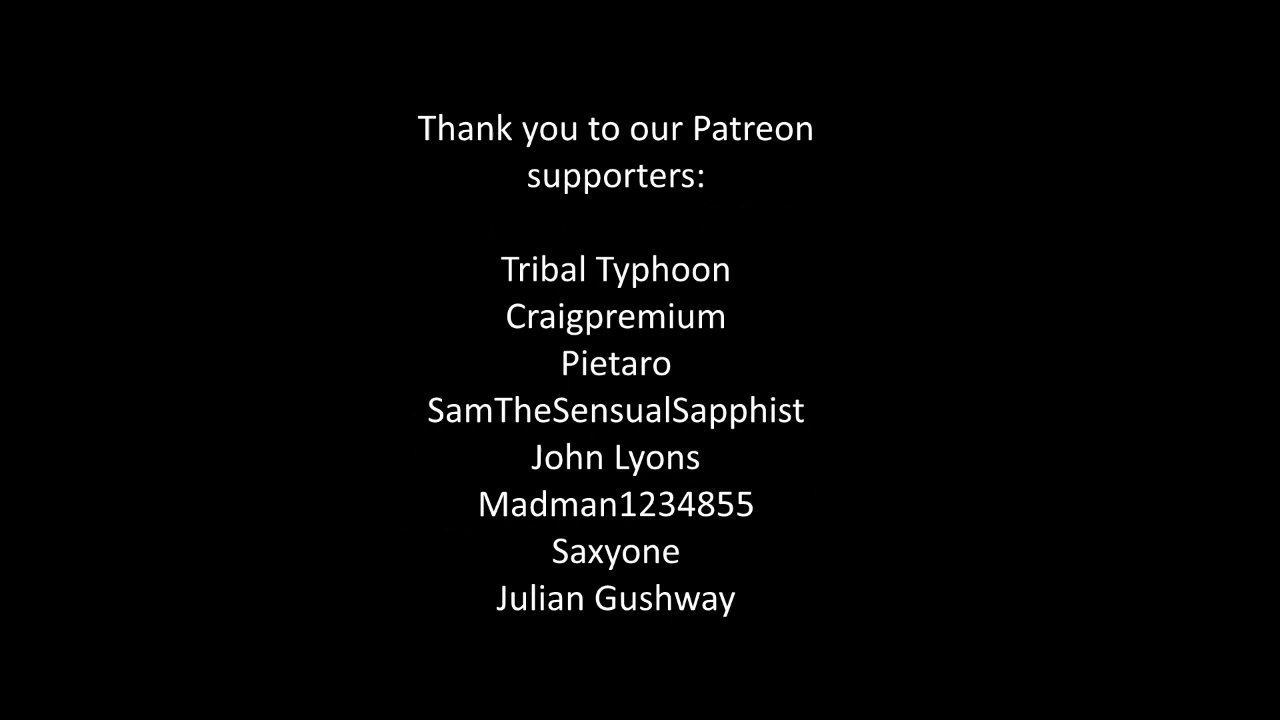 Thank you to our Patreon
supporters:
Tribal Typhoon
Craigpremium
Pietaro
SamTheSensualSapphist
John Lyons
Madman1234855
Saxyone
Julian Gushway